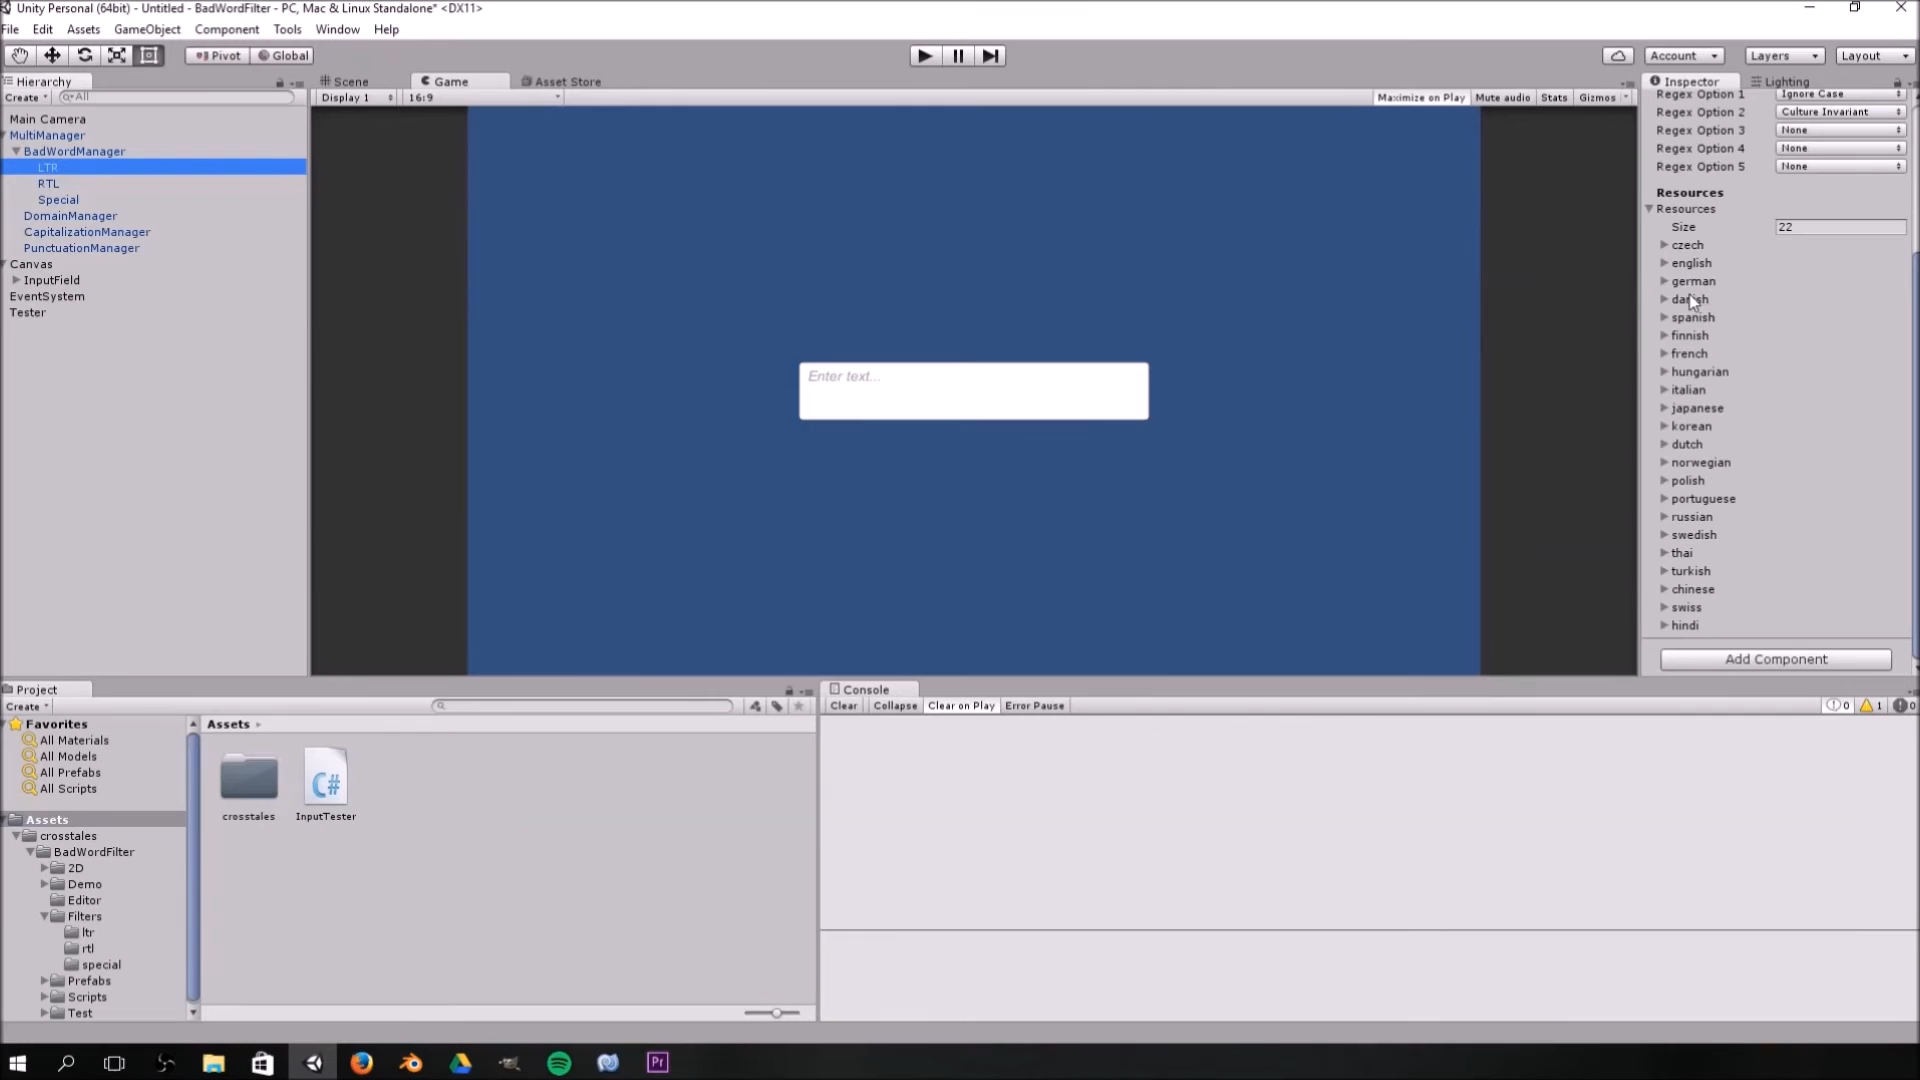 Unity Personal (64bit) - Untitled - BadWordFilter - PC, Mac & Linux Standalone* <DX11>
File Edit Assets GameObject Component Tools Window Help
Pivot Global Account Layers Layout
Hierarchy
Create All
Main Camera
MultiManager
BadWordManager
LTR
RTL
Special
DomainManager
CapitalizationManager
PunctuationManager
Canvas
InputField
EventSystem
Tester
Scene Game Asset Store
Display 1 16:9 Maximize on Play Mute audio Stats Gizmos
Enter text...
Inspector Lighting
Regex Option 1 Ignore Case
Regex Option 2 Culture Invariant
Regex Option 3 None
Regex Option 4 None
Regex Option 5 None
Resources
Resources
Size 22
czech
english
german
danish
spanish
finnish
french
hungarian
italian
japanese
korean
dutch
norwegian
polish
portuguese
russian
swedish
thai
turkish
chinese
swiss
hindi
Add Component
Project
Create
Favorites
All Materials
All Models
All Prefabs
All Scripts
Assets
crosstales
BadWordFilter
2D
Demo
Editor
Filters
ltr
rtl
special
Prefabs
Scripts
Test
Assets
C#
crosstales InputTester
Console
Clear Collapse Clear on Play Error Pause 0 1 0
Pr